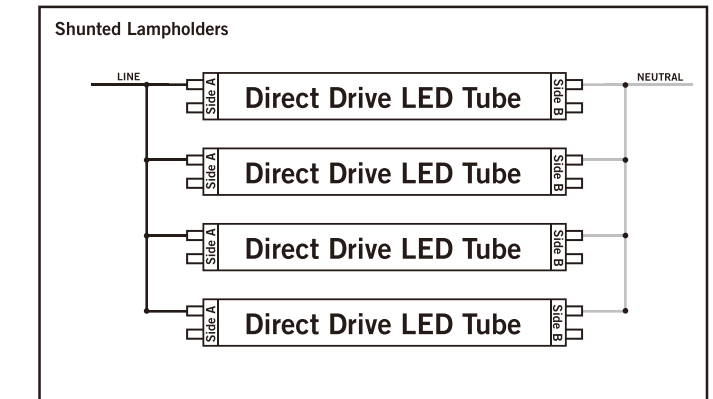 Shunted Lampholders
LINE
NEUTRAL
Side A
Direct Drive LED Tube
Side B
Side A
Direct Drive LED Tube
Side B
Side A
Direct Drive LED Tube
Side B
Side A
Direct Drive LED Tube
Side B